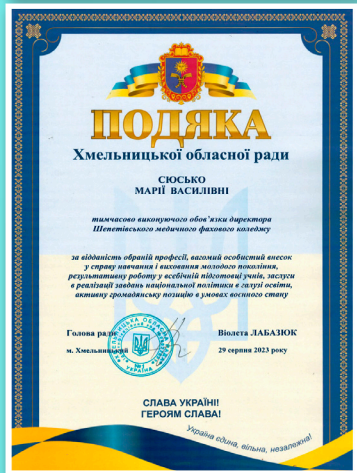 ПОДЯКА
Хмельницької обласної ради
СЮСЬКО
МАРІЇ ВАСИЛІВНІ
тимчасово виконуючого обов'язки директора
Шепетівського медичного фахового коледжу
за відданість обраній професії, вагомий особистий внесок
у справу навчання і виховання молодого покоління,
результативну роботу у всебічній підготовці учнів, заслуги
в реалізації завдань національної політики в галузі освіти,
активну громадянську позицію в умовах воєнного стану
Голова ради Віолєта ЛАБАЗЮК
м. Хмельницький 29 серпня 2023 року
СЛАВА УКРАЇНІ!
ГЕРОЯМ СЛАВА!
Україна єдина, вільна, незалежна!